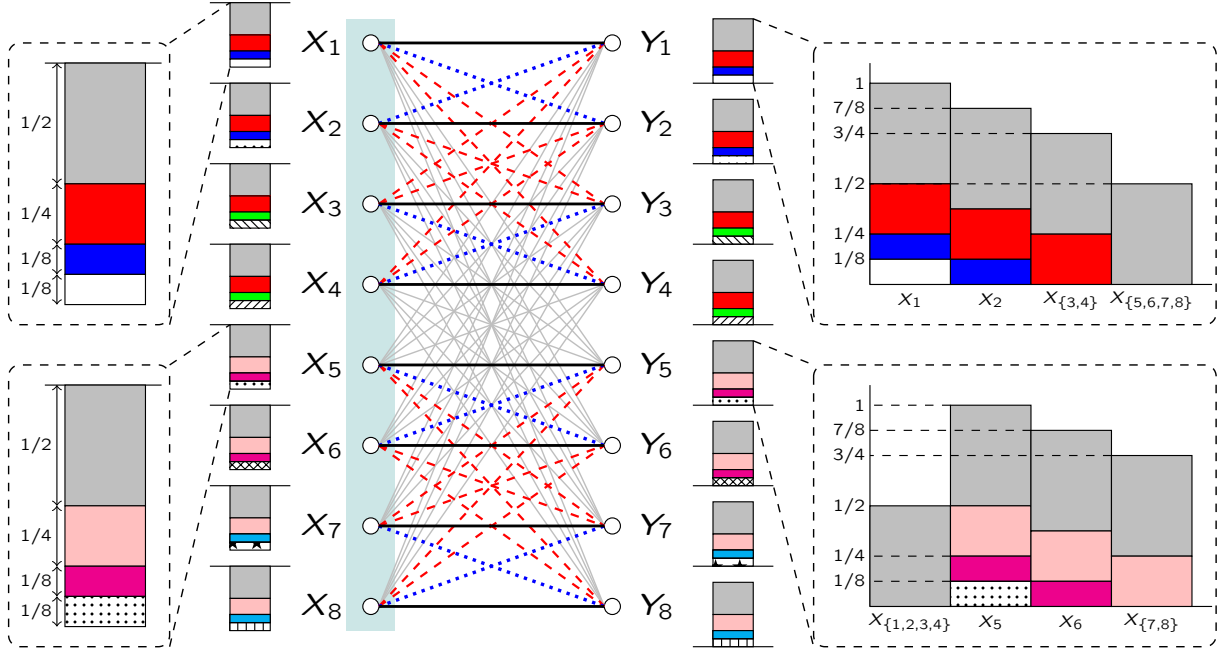 1/2
1/4
1/8
1/8
1/2
1/4
1/8
1/8
X1
X2
X3
X4
X5
X6
X7
X8
Y1
Y2
Y3
Y4
Y5
Y6
Y7
Y8
1
7/8
3/4
1/2
1/4
1/8
X1 X2 X{3,4} X{5,6,7,8}
1
7/8
3/4
1/2
1/4
1/8
X{1,2,3,4} X5 X6 X{7,8}